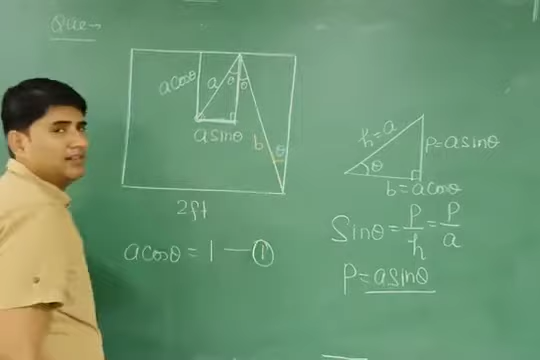 Que→
acosθ
a
θ
θ
asinθ
b
θ
2ft
acosθ = 1 — ①
h=a
P=asinθ
θ
b=acosθ
Sinθ = P/h = P/a
P = asinθ